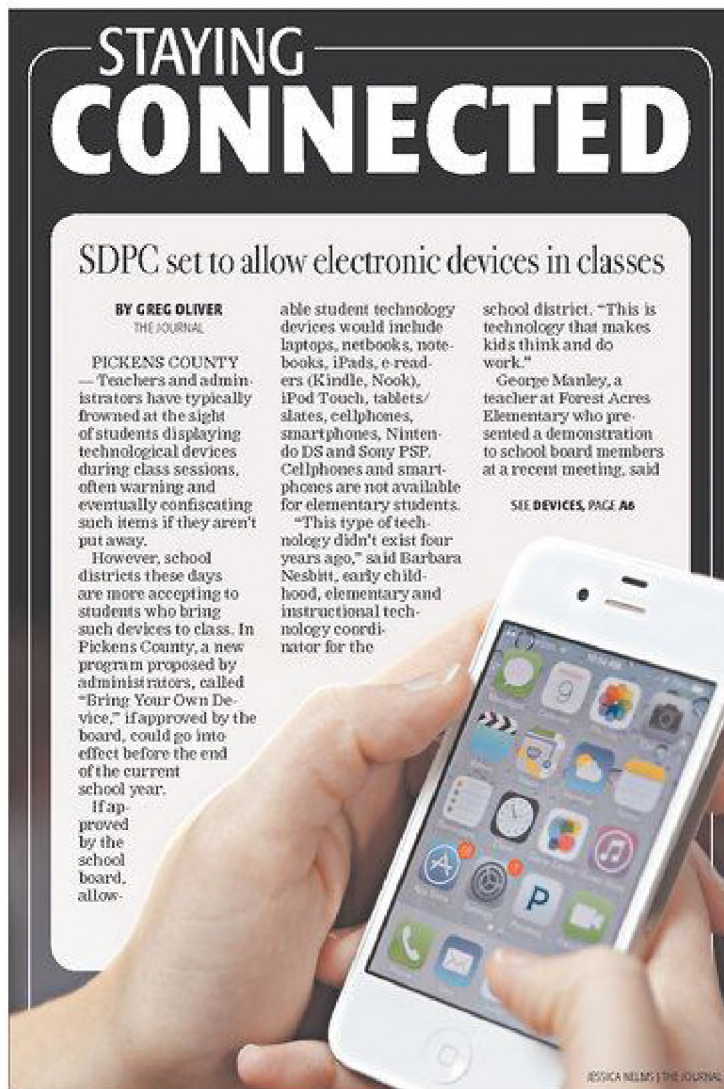 STAYING
CONNECTED
SDPC set to allow electronic devices in classes
BY GREG OLIVER
THE JOURNAL
PICKENS COUNTY
— Teachers and admin-
istrators have typically
frowned at the sight
of students displaying
technological devices
during class sessions,
often warning and
eventually confiscating
such items if they aren't
put away.
However, school
districts these days
are more accepting to
students who bring
such devices to class. In
Pickens County, a new
program proposed by
administrators, called
“Bring Your Own De-
vice,” if approved by the
board, could go into
effect before the end
of the current
school year.
If ap-
proved
by the
school
board,
allow-
able student technology
devices would include
laptops, netbooks, note-
books, iPads, e-read-
ers (Kindle, Nook),
iPod Touch, tablets/
slates, cellphones,
smartphones, Ninten-
do DS and Sony PSP.
Cellphones and smart-
phones are not available
for elementary students.
“This type of tech-
nology didn't exist four
years ago,” said Barbara
Nesbitt, early child-
hood, elementary and
instructional tech-
nology coordi-
nator for the
school district. “This is
technology that makes
kids think and do
work.”
George Manley, a
teacher at Forest Acres
Elementary who pre-
sented a demonstration
to school board members
at a recent meeting, said
SEE DEVICES, PAGE A6
9
P
JESSICA NELMS | THE JOURNAL